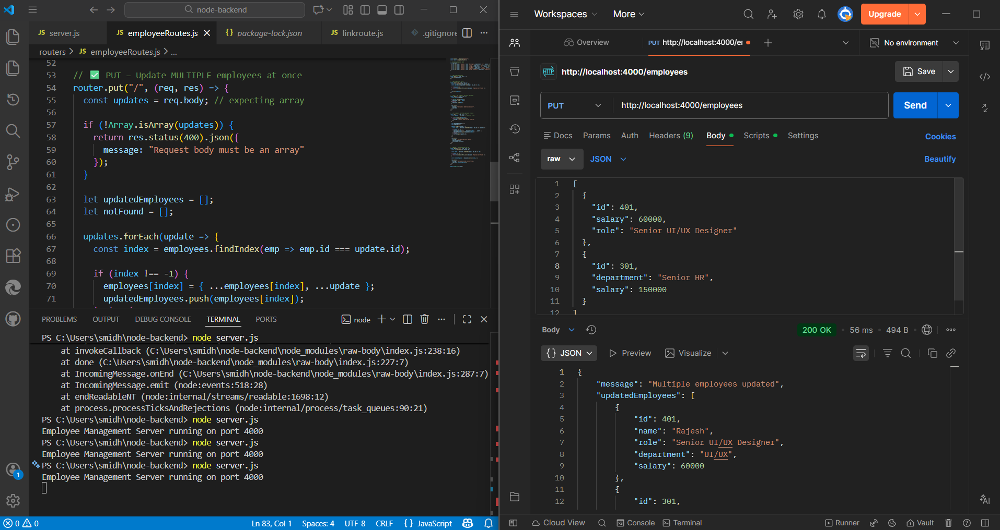 node-backend
JS server.js
JS employeeRoutes.js
{} package-lock.json
JS linkroute.js
.gitignore
routers > JS employeeRoutes.js > ...
52
53 // ✅ PUT – Update MULTIPLE employees at once
54 router.put("/", (req, res) => {
55 const updates = req.body; // expecting array
56
57 if (!Array.isArray(updates)) {
58 return res.status(400).json({
59 message: "Request body must be an array"
60 });
61 }
62
63 let updatedEmployees = [];
64 let notFound = [];
65
66 updates.forEach(update => {
67 const index = employees.findIndex(emp => emp.id === update.id);
68
69 if (index !== -1) {
70 employees[index] = { ...employees[index], ...update };
71 updatedEmployees.push(employees[index]);
PROBLEMS OUTPUT DEBUG CONSOLE TERMINAL PORTS
node
PS C:\Users\smidh\node-backend> node server.js
at invokeCallback (C:\Users\smidh\node-backend\node_modules\raw-body\index.js:238:16)
at done (C:\Users\smidh\node-backend\node_modules\raw-body\index.js:227:7)
at IncomingMessage.onEnd (C:\Users\smidh\node-backend\node_modules\raw-body\index.js:287:7)
at IncomingMessage.emit (node:events:518:28)
at endReadableNT (node:internal/streams/readable:1698:12)
at process.processTicksAndRejections (node:internal/process/task_queues:90:21)
PS C:\Users\smidh\node-backend> node server.js
Employee Management Server running on port 4000
PS C:\Users\smidh\node-backend> node server.js
Employee Management Server running on port 4000
PS C:\Users\smidh\node-backend> node server.js
Employee Management Server running on port 4000
1
0 0
Ln 83, Col 1 Spaces: 4 UTF-8 CRLF {} JavaScript
Workspaces More
Upgrade
Overview
PUT http://localhost:4000/er
No environment
HTTP http://localhost:4000/employees
Save
PUT http://localhost:4000/employees
Send
Docs Params Auth Headers (9) Body Scripts Settings
Cookies
raw JSON
Beautify
1 [
2 {
3 "id": 401,
4 "salary": 60000,
5 "role": "Senior UI/UX Designer"
6 },
7 {
8 "id": 301,
9 "department": "Senior HR",
10 "salary": 150000
11 }
12 ]
Body
200 OK • 56 ms • 494 B
{} JSON Preview Visualize
1 {
2 "message": "Multiple employees updated",
3 "updatedEmployees": [
4 {
5 "id": 401,
6 "name": "Rajesh",
7 "role": "Senior UI/UX Designer",
8 "department": "UI/UX",
9 "salary": 60000
10 },
11 {
12 "id": 301,
AI
Cloud View Console Terminal
Runner Vault